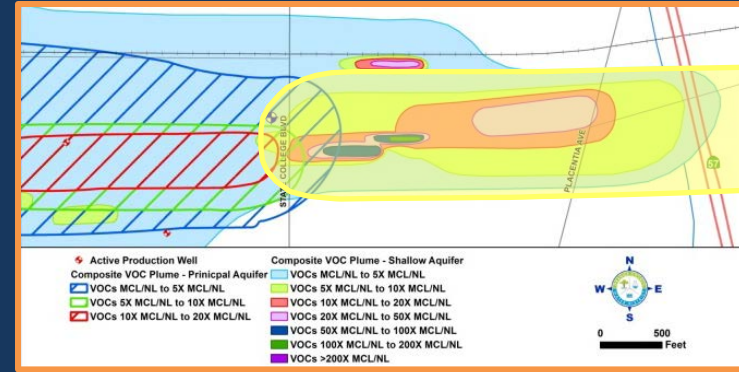 STATE COLLEGE BLVD
PLACENTIA AVE
57
Active Production Well
Composite VOC Plume - Prinicpal Aquifer
VOCs MCL/NL to 5X MCL/NL
VOCs 5X MCL/NL to 10X MCL/NL
VOCs 10X MCL/NL to 20X MCL/NL
Composite VOC Plume - Shallow Aquifer
VOCs MCL/NL to 5X MCL/NL
VOCs 5X MCL/NL to 10X MCL/NL
VOCs 10X MCL/NL to 20X MCL/NL
VOCs 20X MCL/NL to 50X MCL/NL
VOCs 50X MCL/NL to 100X MCL/NL
VOCs 100X MCL/NL to 200X MCL/NL
VOCs >200X MCL/NL
N
W E
S
0 500
Feet